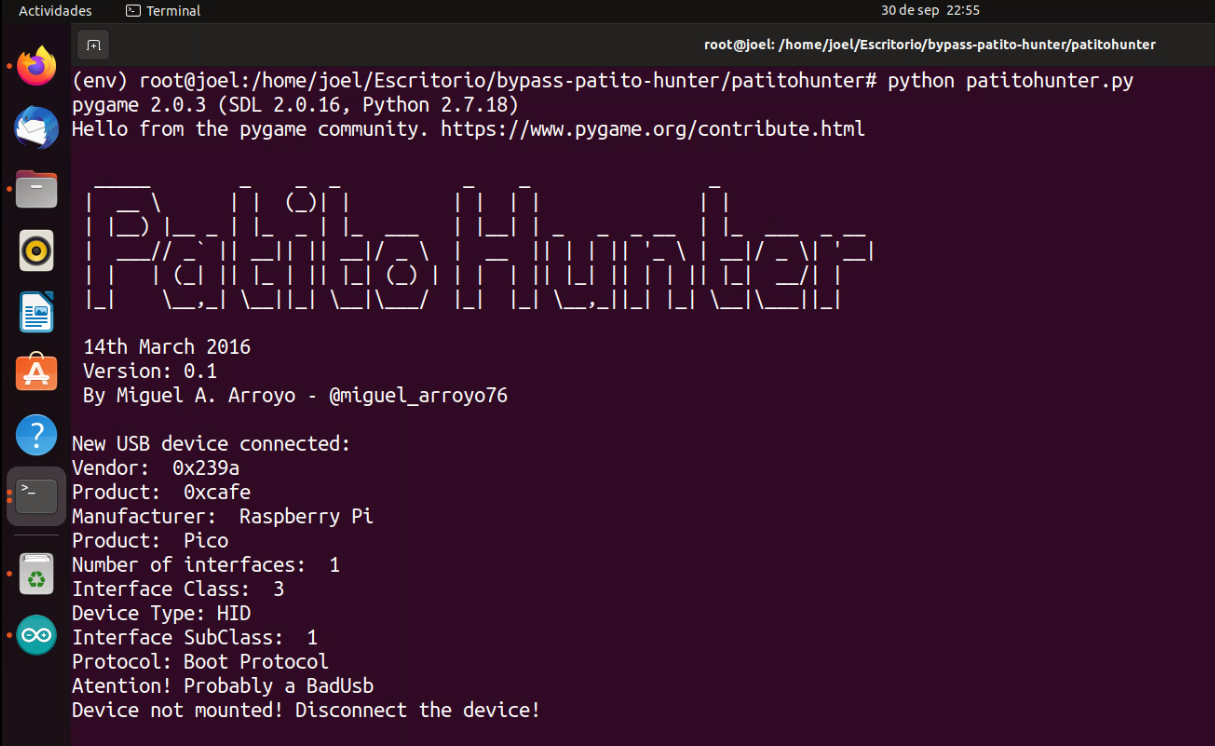 Actividades
Terminal
30 de sep 22:55
root@joel: /home/joel/Escritorio/bypass-patito-hunter/patitohunter
(env) root@joel:/home/joel/Escritorio/bypass-patito-hunter/patitohunter# python patitohunter.py
pygame 2.0.3 (SDL 2.0.16, Python 2.7.18)
Hello from the pygame community. https://www.pygame.org/contribute.html
Patito Hunter
14th March 2016
Version: 0.1
By Miguel A. Arroyo - @miguel_arroyo76
New USB device connected:
Vendor:  0x239a
Product:  0xcafe
Manufacturer:  Raspberry Pi
Product:  Pico
Number of interfaces:  1
Interface Class:  3
Device Type: HID
Interface SubClass:  1
Protocol: Boot Protocol
Atention! Probably a BadUsb
Device not mounted! Disconnect the device!